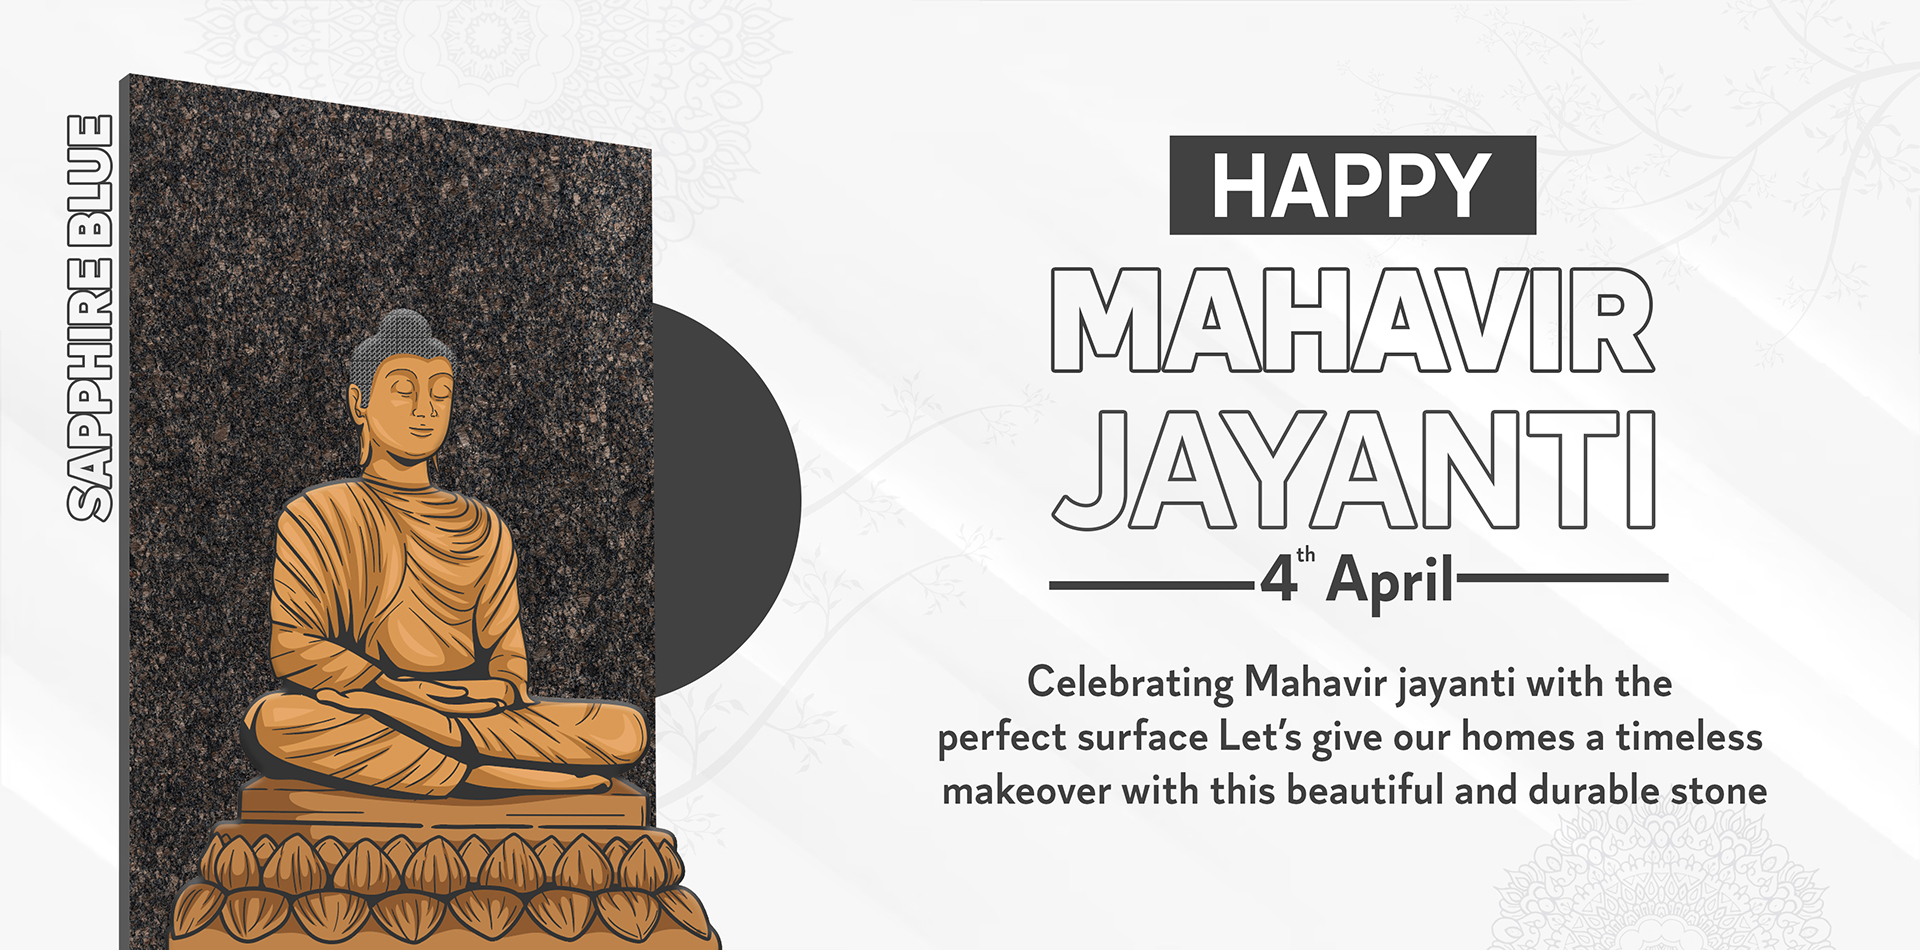 SAPPHIRE BLUE
HAPPY
MAHAVIR
JAYANTI
4th April
Celebrating Mahavir jayanti with the
perfect surface Let's give our homes a timeless
makeover with this beautiful and durable stone